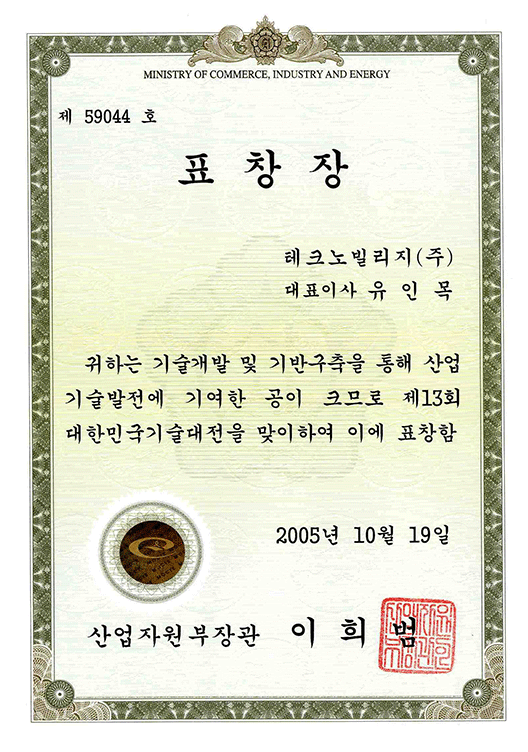 MINISTRY OF COMMERCE, INDUSTRY AND ENERGY
제 59044 호
표 창 장
테크노빌리지(주)
대표이사 유 인 목
귀하는 기술개발 및 기반구축을 통해 산업
기술발전에 기여한 공이 크므로 제13회
대한민국기술대전을 맞이하여 이에 표창함
2005년 10월 19일
산업자원부장관 이 희 범